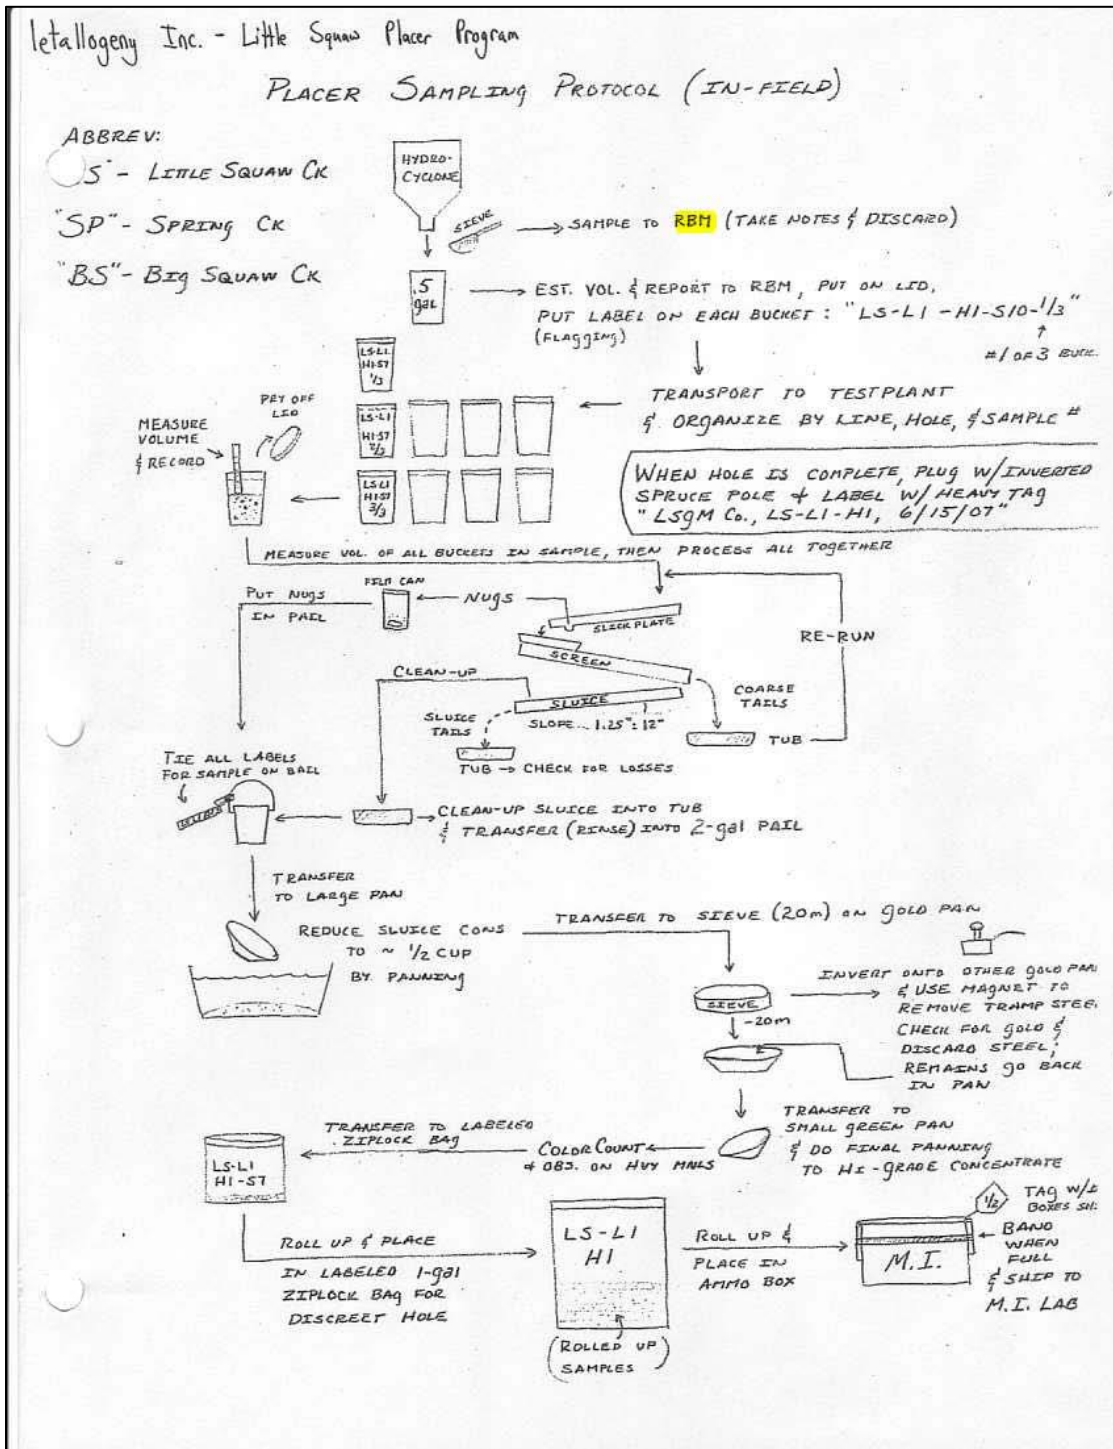 letallogeny Inc. - Little Squaw Placer Program
PLACER SAMPLING PROTOCOL (IN-FIELD)
ABBREV:
S" - LITTLE SQUAW CK
"SP" - SPRING CK
"BS" - BIG SQUAW CK
HYDRO-
CYCLONE
SIEVE
SAMPLE TO RBM (TAKE NOTES & DISCARD)
.5
gal
EST. VOL. & REPORT TO RBM, PUT ON LID,
PUT LABEL ON EACH BUCKET: "LS-L1-H1-S10-1/3"
(FLAGGING)
#1 OF 3 BUCK.
LS-L1
H1-S7
1/3
TRANSPORT TO TESTPLANT
& ORGANIZE BY LINE, HOLE, & SAMPLE #
PRY OFF
LID
MEASURE
VOLUME
& RECORD
LS-L1
H1-S7
2/3
LS-L1
H1-S7
3/3
WHEN HOLE IS COMPLETE, PLUG W/INVERTED
SPRUCE POLE & LABEL W/HEAVY TAG
"LSGM Co., LS-L1-H1, 6/15/07"
MEASURE VOL. OF ALL BUCKETS IN SAMPLE, THEN PROCESS ALL TOGETHER
PUT NUGS
IN PAIL
FILM CAN
NUGS
SLICKPLATE
SCREEN
RE-RUN
CLEAN-UP
SLUICE
SLOPE 1.25":12"
SLUICE
TAILS
COARSE
TAILS
TUB
TUB → CHECK FOR LOSSES
TIE ALL LABELS
FOR SAMPLE ON BAIL
CLEAN-UP SLUICE INTO TUB
& TRANSFER (RINSE) INTO 2-gal PAIL
TRANSFER
TO LARGE PAN
REDUCE SLUICE CONS
TO ~ 1/2 CUP
BY PANNING
TRANSFER TO SIEVE (20m) ON GOLD PAN
SIEVE
-20m
INVERT ONTO OTHER GOLD PAN
& USE MAGNET TO
REMOVE TRAMP STEE
CHECK FOR GOLD &
DISCARD STEEL;
REMAINS GO BACK
IN PAN
TRANSFER TO
SMALL GREEN PAN
& DO FINAL PANNING
TO HI-GRADE CONCENTRATE
COLOR COUNT
& OBS. ON HVY MNLS
TRANSFER TO LABELED
ZIPLOCK BAG
LS-L1
H1-S7
ROLL UP & PLACE
IN LABELED 1-gal
ZIPLOCK BAG FOR
DISCREET HOLE
LS-L1
H1
(ROLLED UP
SAMPLES)
ROLL UP &
PLACE IN
AMMO BOX
M.I.
1/2
TAG W/
BOXES
BAND
WHEN
FULL
& SHIP TO
M.I. LAB